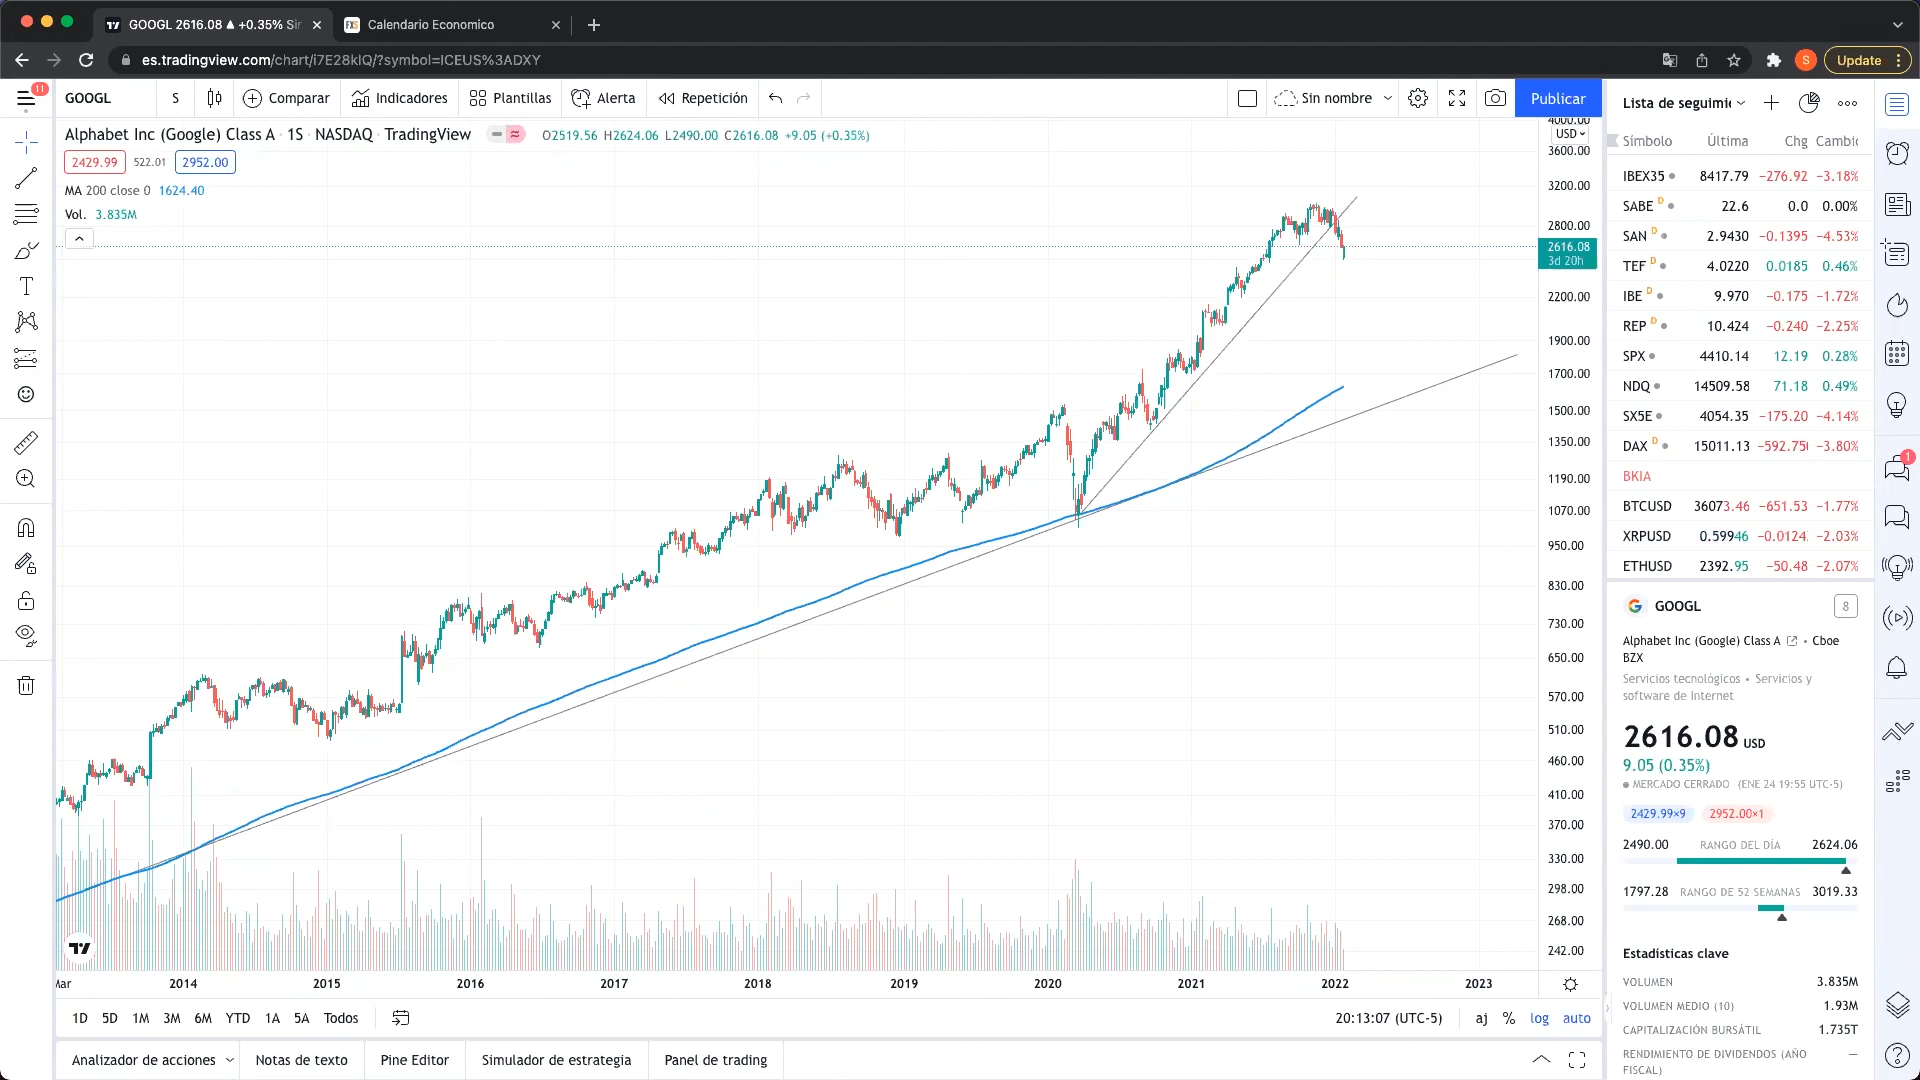 GOOGL 2616.08 ▲ +0.35% Sir
Calendario Economico
es.tradingview.com/chart/i7E28kIQ/?symbol=ICEUS%3ADXY
Update
11
GOOGL
S
Comparar
Indicadores
Plantillas
Alerta
Repetición
Sin nombre
Publicar
Alphabet Inc (Google) Class A · 1S · NASDAQ · TradingView
O2519.56 H2624.06 L2490.00 C2616.08 +9.05 (+0.35%)
2429.99 522.01 2952.00
MA 200 close 0 1624.40
Vol. 3.835M
4000.00
USD
3600.00
3200.00
2800.00
2616.08
3d 20h
2200.00
1900.00
1700.00
1500.00
1350.00
1190.00
1070.00
950.00
830.00
730.00
650.00
570.00
510.00
460.00
410.00
370.00
330.00
298.00
268.00
242.00
Mar 2014 2015 2016 2017 2018 2019 2020 2021 2022 2023
1D 5D 1M 3M 6M YTD 1A 5A Todos
20:13:07 (UTC-5) aj % log auto
Analizador de acciones
Notas de texto
Pine Editor
Simulador de estrategia
Panel de trading
Lista de seguimie
Símbolo Última Chg Cambio
IBEX35 8417.79 −276.92 −3.18%
SABE D 22.6 0.0 0.00%
SAN D 2.9430 −0.1395 −4.53%
TEF D 4.0220 0.0185 0.46%
IBE D 9.970 −0.175 −1.72%
REP D 10.424 −0.240 −2.25%
SPX 4410.14 12.19 0.28%
NDQ 14509.58 71.18 0.49%
SX5E 4054.35 −175.20 −4.14%
DAX D 15011.13 −592.750 −3.80%
BKIA
BTCUSD 36073.46 −651.53 −1.77%
XRPUSD 0.59946 −0.0124 −2.03%
ETHUSD 2392.95 −50.48 −2.07%
GOOGL
8
Alphabet Inc (Google) Class A • Cboe
BZX
Servicios tecnológicos • Servicios y
software de Internet
2616.08 USD
9.05 (0.35%)
MERCADO CERRADO (ENE 24 19:55 UTC-5)
2429.99×9 2952.00×1
2490.00 RANGO DEL DÍA 2624.06
1797.28 RANGO DE 52 SEMANAS 3019.33
Estadísticas clave
VOLUMEN 3.835M
VOLUMEN MEDIO (10) 1.93M
CAPITALIZACIÓN BURSÁTIL 1.735T
RENDIMIENTO DE DIVIDENDOS (AÑO —
FISCAL)
1